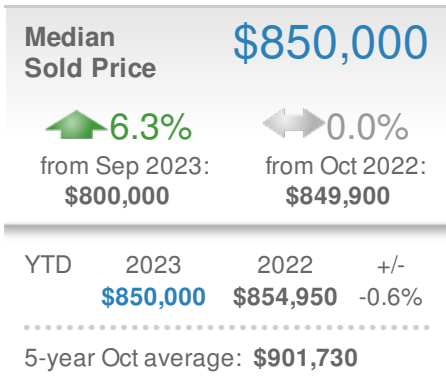 Median
Sold Price
$850,000
6.3%
0.0%
from Sep 2023:
from Oct 2022:
$800,000
$849,900
YTD 2023 2022 +/-
$850,000 $854,950 -0.6%
5-year Oct average: $901,730